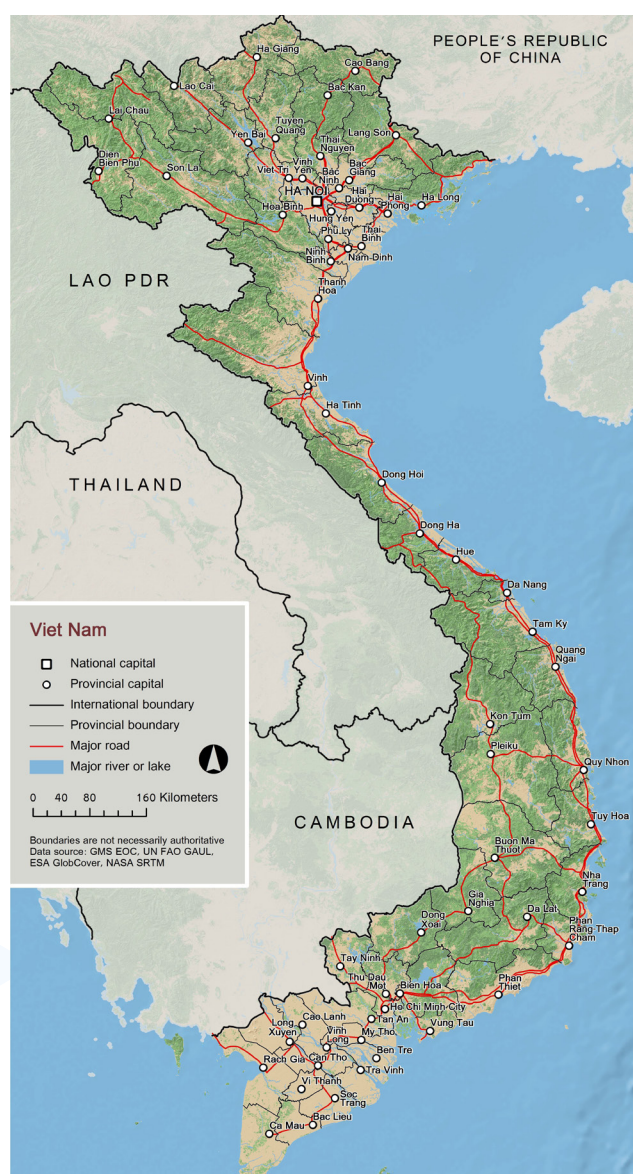 PEOPLE'S REPUBLIC
OF CHINA
Ha Giang
Cao Bang
Lao Cai
Bac Kan
Lai Chau
Tuyen
Quang
Yen Bai
Lang Son
Thai
Nguyen
Dien
Bien Phu
Son La
Viet Tri
Vinh
Yen
Bac
Ninh
Bac
Giang
HA NOI
Hai
Duong
Hai
Phong
Ha Long
Hoa Binh
Hung Yen
Phu Ly
Thai
Binh
Ninh
Binh
Nam Dinh
LAO PDR
Thanh
Hoa
Vinh
Ha Tinh
THAILAND
Dong Hoi
Dong Ha
Hue
Da Nang
Tam Ky
Quang
Ngai
Kon Tum
Pleiku
Quy Nhon
CAMBODIA
Tuy Hoa
Buon Ma
Thuot
Nha
Trang
Gia
Nghia
Da Lat
Dong
Xoai
Phan
Rang-Thap
Cham
Tay Ninh
Thu Dau
Mot
Bien Hoa
Phan
Thiet
Ho Chi Minh City
Cao Lanh
Tan An
Vung Tau
Long
Xuyen
Vinh
Long
My Tho
Ben Tre
Rach Gia
Can Tho
Tra Vinh
Vi Thanh
Soc
Trang
Bac Lieu
Ca Mau
Viet Nam
National capital
Provincial capital
International boundary
Provincial boundary
Major road
Major river or lake
0 40 80 160 Kilometers
Boundaries are not necessarily authoritative
Data source: GMS EOC, UN FAO GAUL,
ESA GlobCover, NASA SRTM